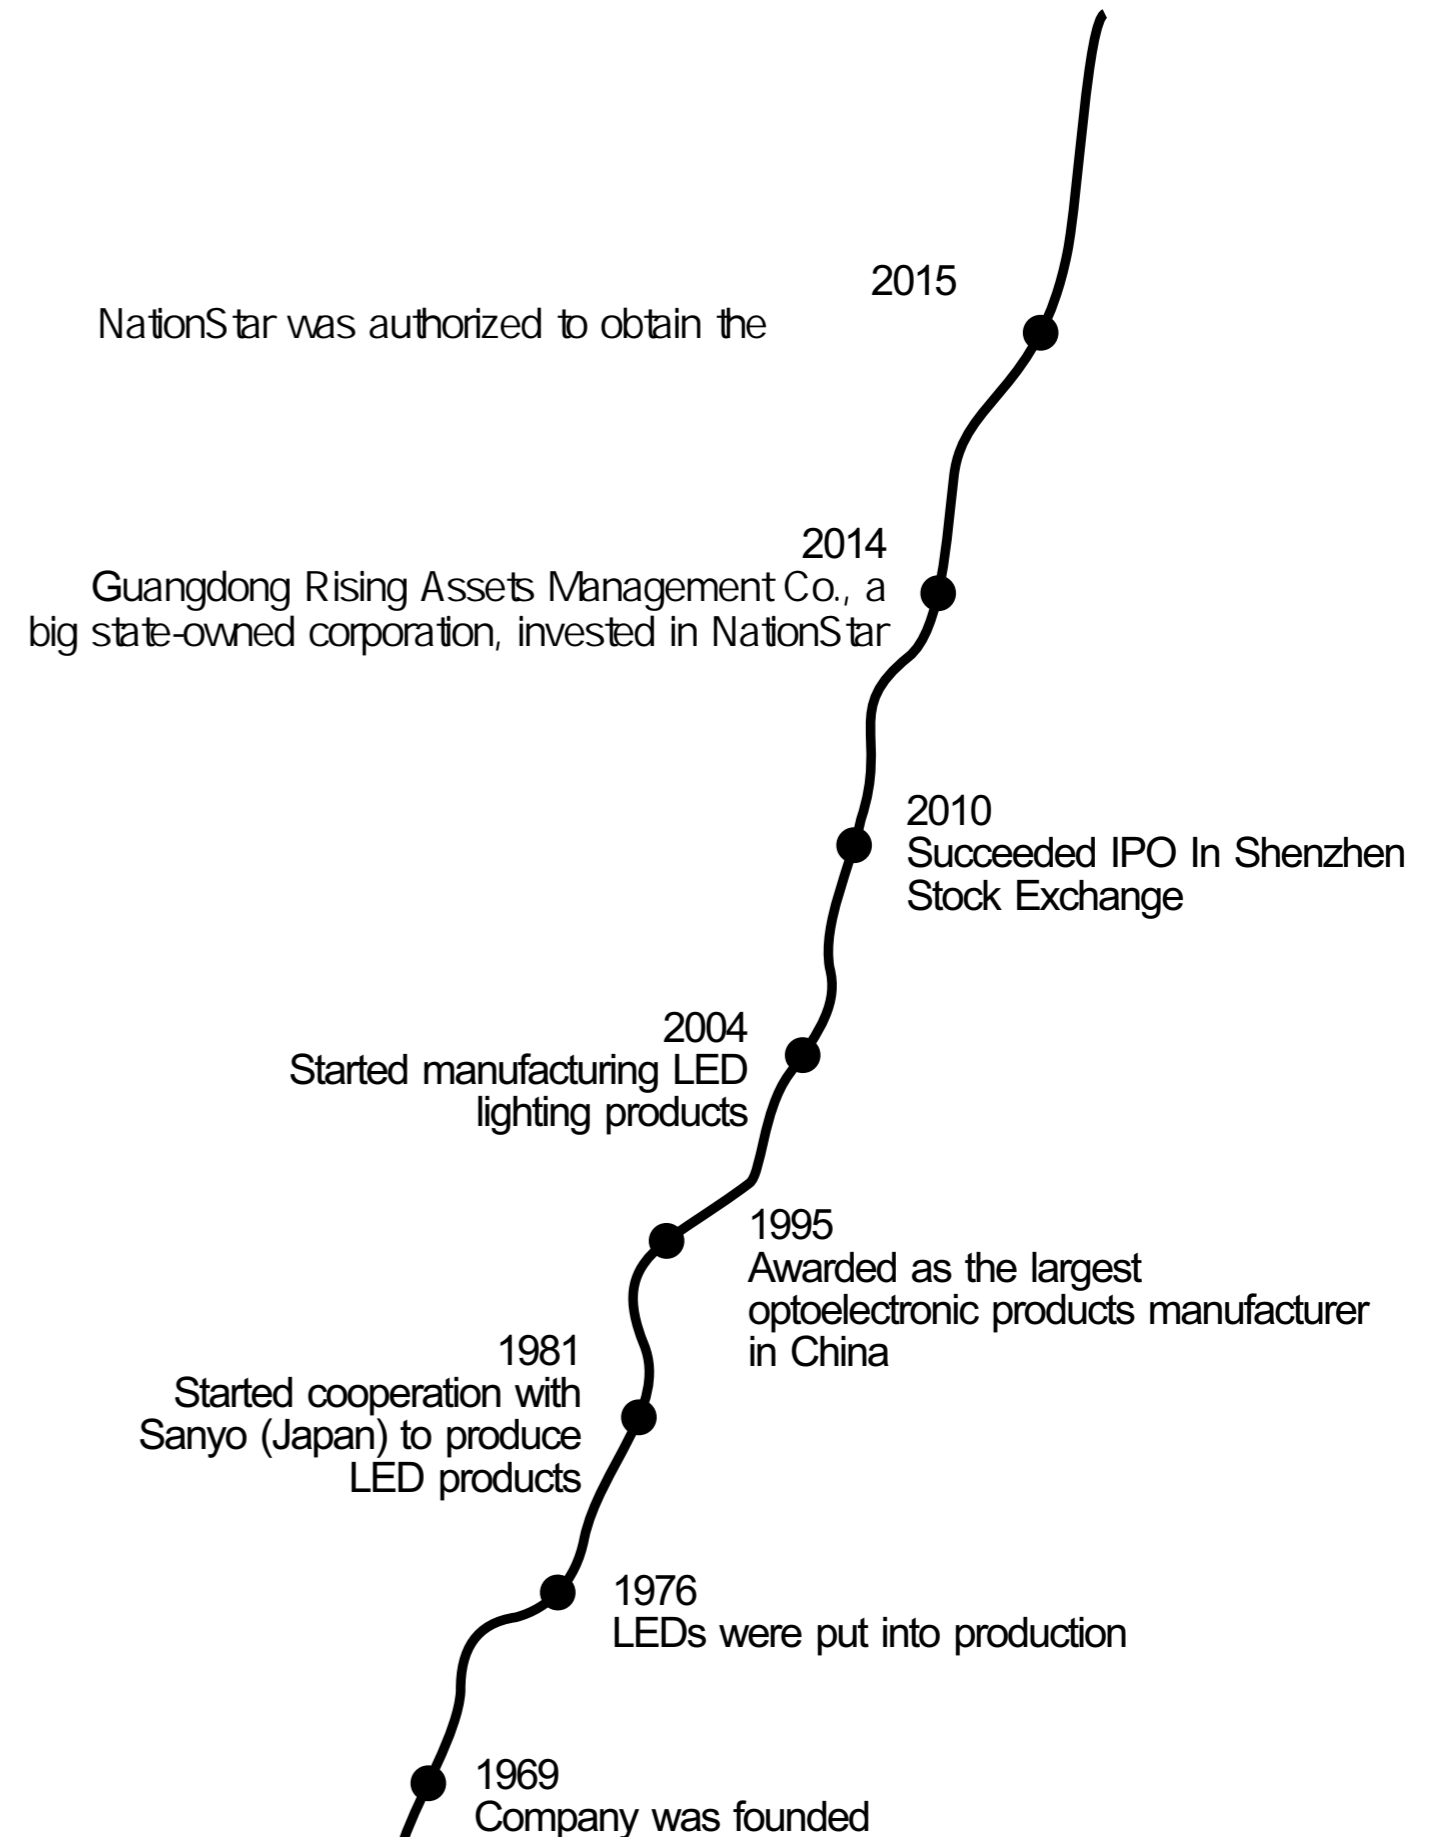 2015
NationStar was authorized to obtain the
2014
Guangdong Rising Assets Management Co., a
big state-owned corporation, invested in NationStar
2010
Succeeded IPO In Shenzhen
Stock Exchange
2004
Started manufacturing LED
lighting products
1995
Awarded as the largest
optoelectronic products manufacturer
in China
1981
Started cooperation with
Sanyo (Japan) to produce
LED products
1976
LEDs were put into production
1969
Company was founded